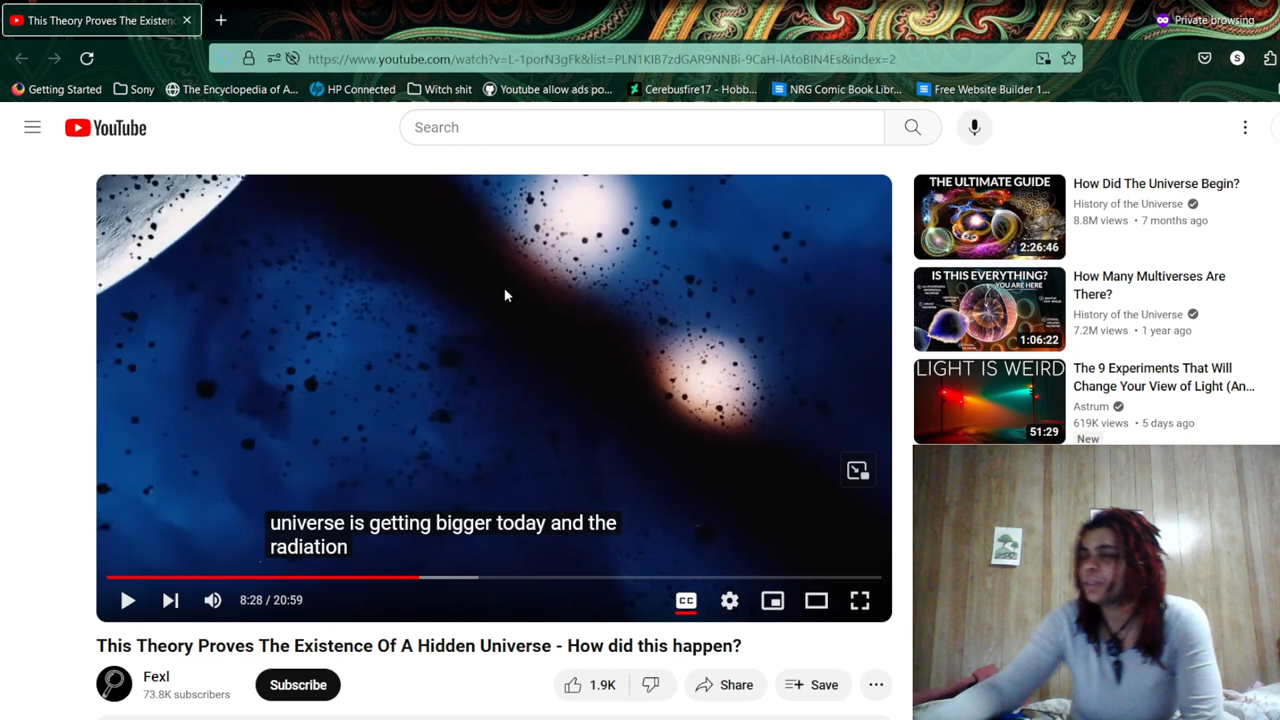 This Theory Proves The Existenc
Private browsing
https://www.youtube.com/watch?v=L-1porN3gFk&list=PLN1KIB7zdGAR9NNBi-9CaH-lAtoBIN4Es&index=2
S
Getting Started
Sony
The Encyclopedia of A...
HP Connected
Witch shit
Youtube allow ads po...
Cerebusfire17 - Hobb...
NRG Comic Book Libr...
Free Website Builder 1...
YouTube
Search
universe is getting bigger today and the
radiation
8:28 / 20:59
CC
This Theory Proves The Existence Of A Hidden Universe - How did this happen?
Fexl
73.8K subscribers
Subscribe
1.9K
Share
Save
THE ULTIMATE GUIDE
2:26:46
How Did The Universe Begin?
History of the Universe
8.8M views • 7 months ago
IS THIS EVERYTHING?
YOU ARE HERE
1:06:22
How Many Multiverses Are
There?
History of the Universe
7.2M views • 1 year ago
LIGHT IS WEIRD
51:29
The 9 Experiments That Will
Change Your View of Light (An...
Astrum
619K views • 5 days ago
New